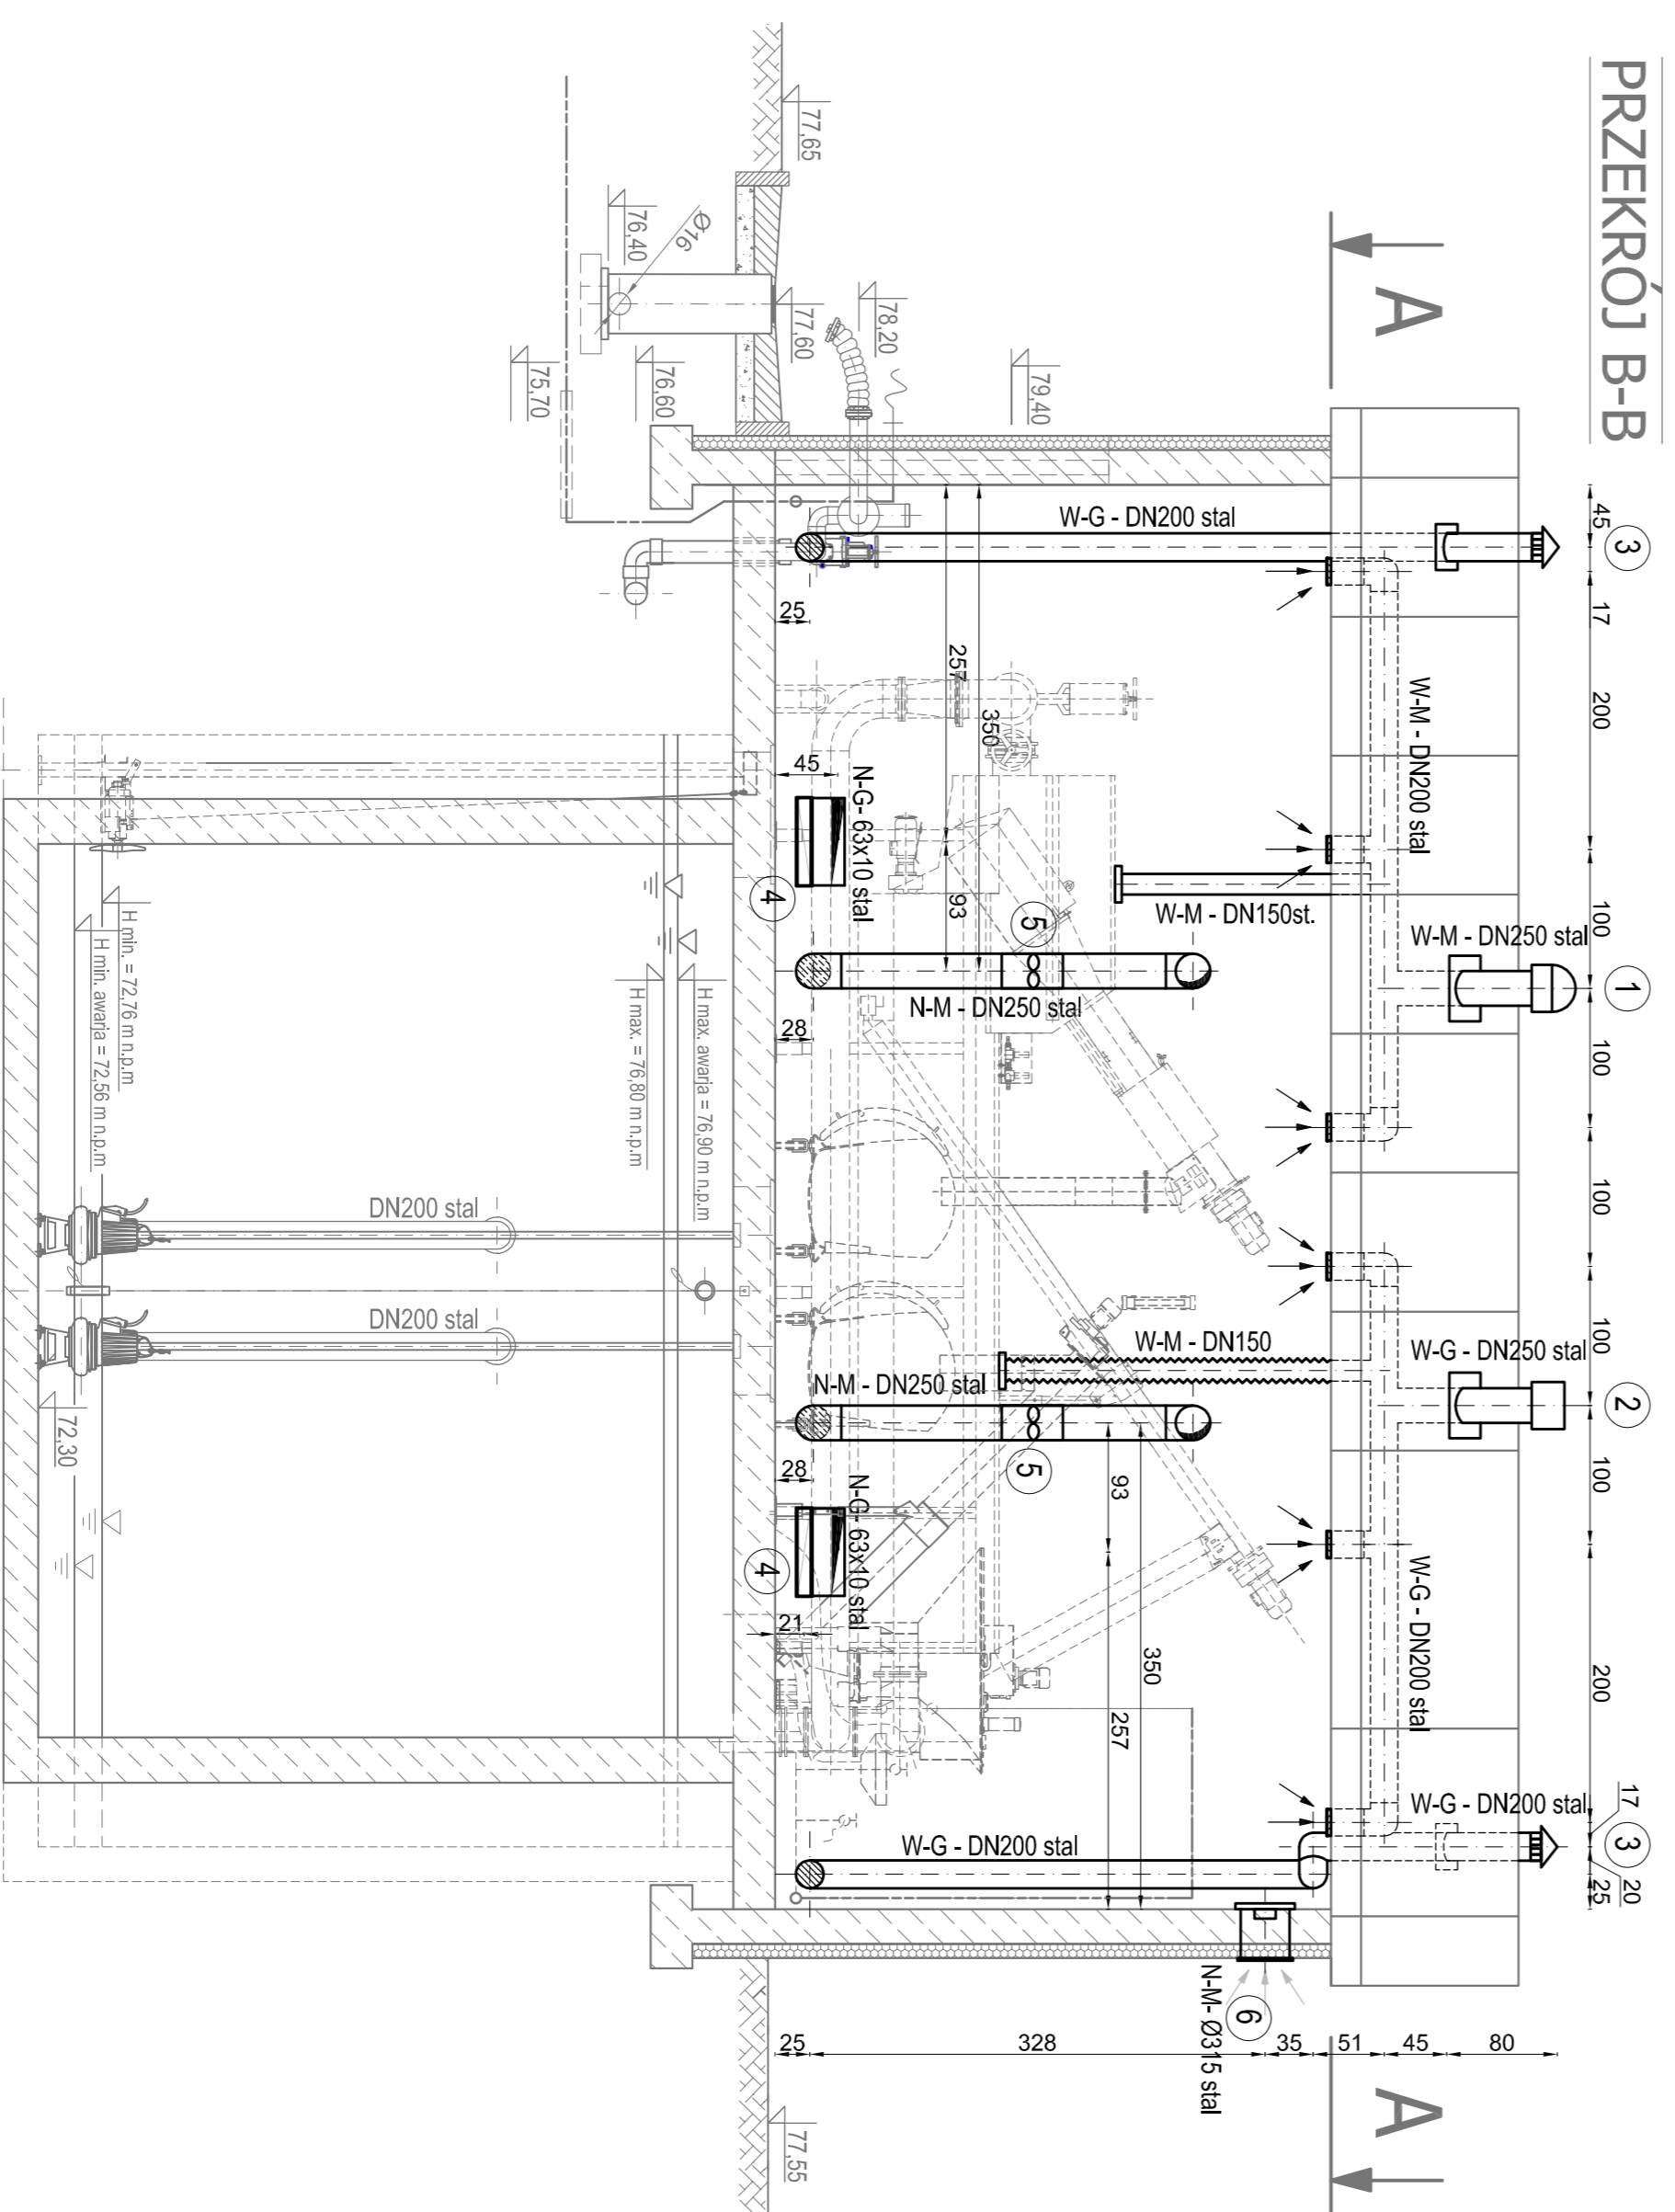 PRZEKRÓJ B-B
A
A
3
1
2
3
45
17
200
100
100
100
100
100
200
17
20
25
W-G - DN200 stal
W-M - DN200 stal
W-M - DN150st.
W-M - DN250 stal
W-G - DN250 stal
W-M - DN150
W-G - DN200 stal
W-G - DN200 stal
W-G - DN200 stal
79,40
78,20
77,65
77,60
76,40
Ø16
76,60
75,70
25
257
350
93
45
N-G- 63x10 stal
4
5
N-M - DN250 stal
28
N-M - DN250 stal
5
28
93
350
257
N-G- 63x10 stal
4
21
6
N-M- Ø315 stal
25
328
35
51
45
80
77,55
H max. awarja = 76,90 m n.p.m
H max. = 76,80 m n.p.m
H min. = 72,76 m n.p.m
H min. awarja = 72,56 m n.p.m
DN200 stal
DN200 stal
72,30